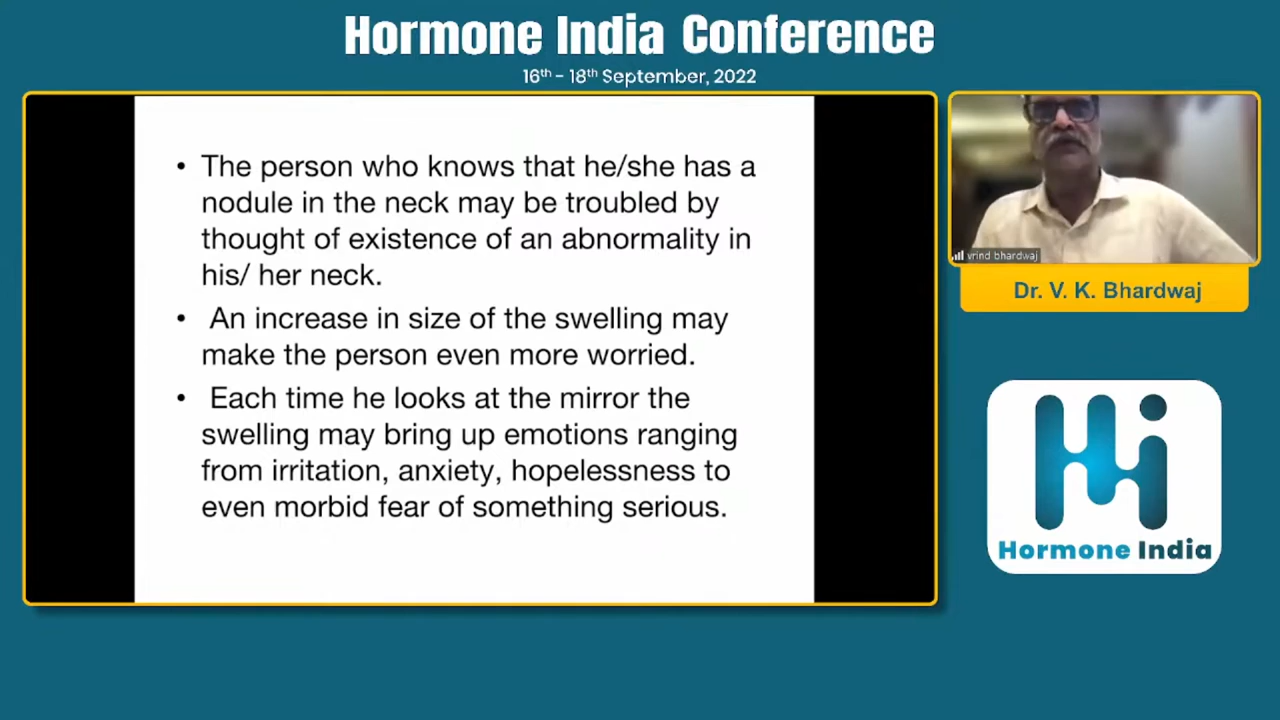 Hormone India Conference
16th - 18th September, 2022
• The person who knows that he/she has a
nodule in the neck may be troubled by
thought of existence of an abnormality in
his/ her neck.
• An increase in size of the swelling may
make the person even more worried.
• Each time he looks at the mirror the
swelling may bring up emotions ranging
from irritation, anxiety, hopelessness to
even morbid fear of something serious.
vrind bhardwaj
Dr. V. K. Bhardwaj
Hi
Hormone India